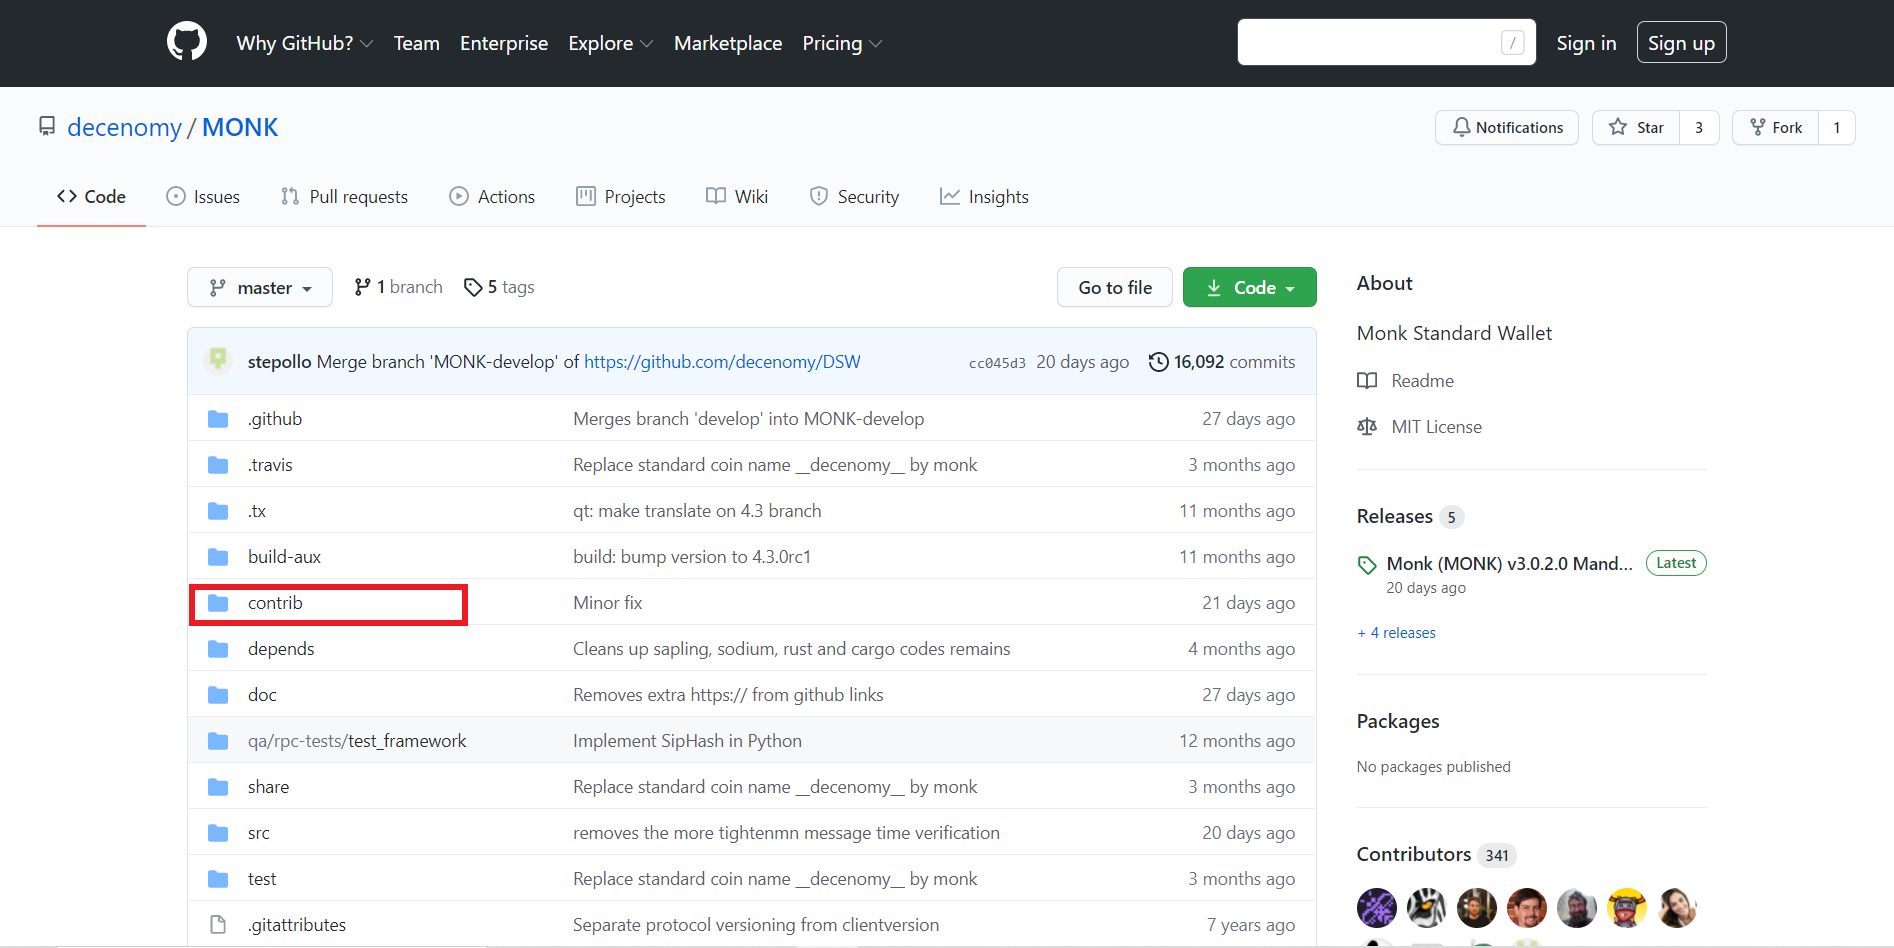 Why GitHub? Team Enterprise Explore Marketplace Pricing / Sign in Sign up
decenomy / MONK Notifications Star 3 Fork 1
Code Issues Pull requests Actions Projects Wiki Security Insights
master 1 branch 5 tags Go to file Code
stepollo Merge branch 'MONK-develop' of https://github.com/decenomy/DSW cc045d3 20 days ago 16,092 commits
.github Merges branch 'develop' into MONK-develop 27 days ago
.travis Replace standard coin name __decenomy__ by monk 3 months ago
.tx qt: make translate on 4.3 branch 11 months ago
build-aux build: bump version to 4.3.0rc1 11 months ago
contrib Minor fix 21 days ago
depends Cleans up sapling, sodium, rust and cargo codes remains 4 months ago
doc Removes extra https:// from github links 27 days ago
qa/rpc-tests/test_framework Implement SipHash in Python 12 months ago
share Replace standard coin name __decenomy__ by monk 3 months ago
src removes the more tightenmn message time verification 20 days ago
test Replace standard coin name __decenomy__ by monk 3 months ago
.gitattributes Separate protocol versioning from clientversion 7 years ago
About
Monk Standard Wallet
Readme
MIT License
Releases 5
Monk (MONK) v3.0.2.0 Mand... Latest
20 days ago
+ 4 releases
Packages
No packages published
Contributors 341